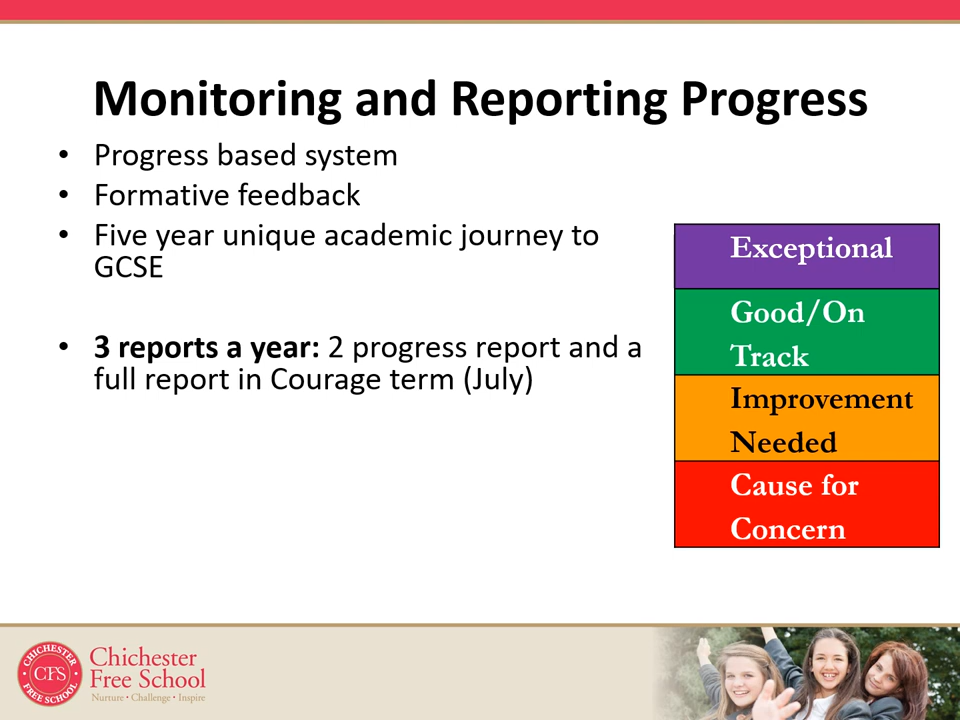 Monitoring and Reporting Progress
• Progress based system
• Formative feedback
• Five year unique academic journey to
GCSE
• 3 reports a year: 2 progress report and a
full report in Courage term (July)
Exceptional
Good/On
Track
Improvement
Needed
Cause for
Concern
CHICHESTER
CFS
FREE SCHOOL
Chichester
Free School
Nurture • Challenge • Inspire